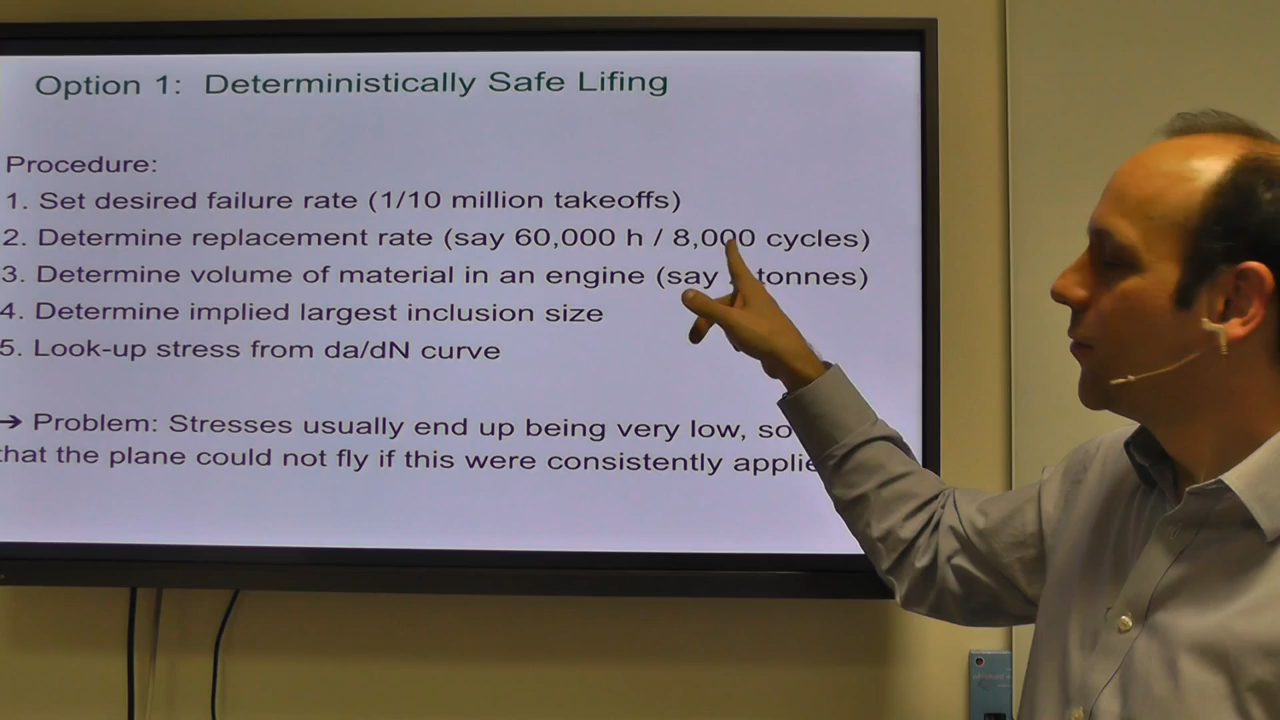 Option 1: Deterministically Safe Lifing
Procedure:
1. Set desired failure rate (1/10 million takeoffs)
2. Determine replacement rate (say 60,000 h / 8,000 cycles)
3. Determine volume of material in an engine (say tonnes)
4. Determine implied largest inclusion size
5. Look-up stress from da/dN curve
→ Problem: Stresses usually end up being very low, so
that the plane could not fly if this were consistently